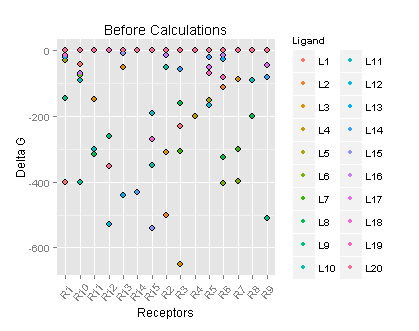 Before Calculations
Delta G
0
-200
-400
-600
R1 R10 R11 R12 R13 R14 R15 R2 R3 R4 R5 R6 R7 R8 R9
Receptors
Ligand
L1 L11
L2 L12
L3 L13
L4 L14
L5 L15
L6 L16
L7 L17
L8 L18
L9 L19
L10 L20